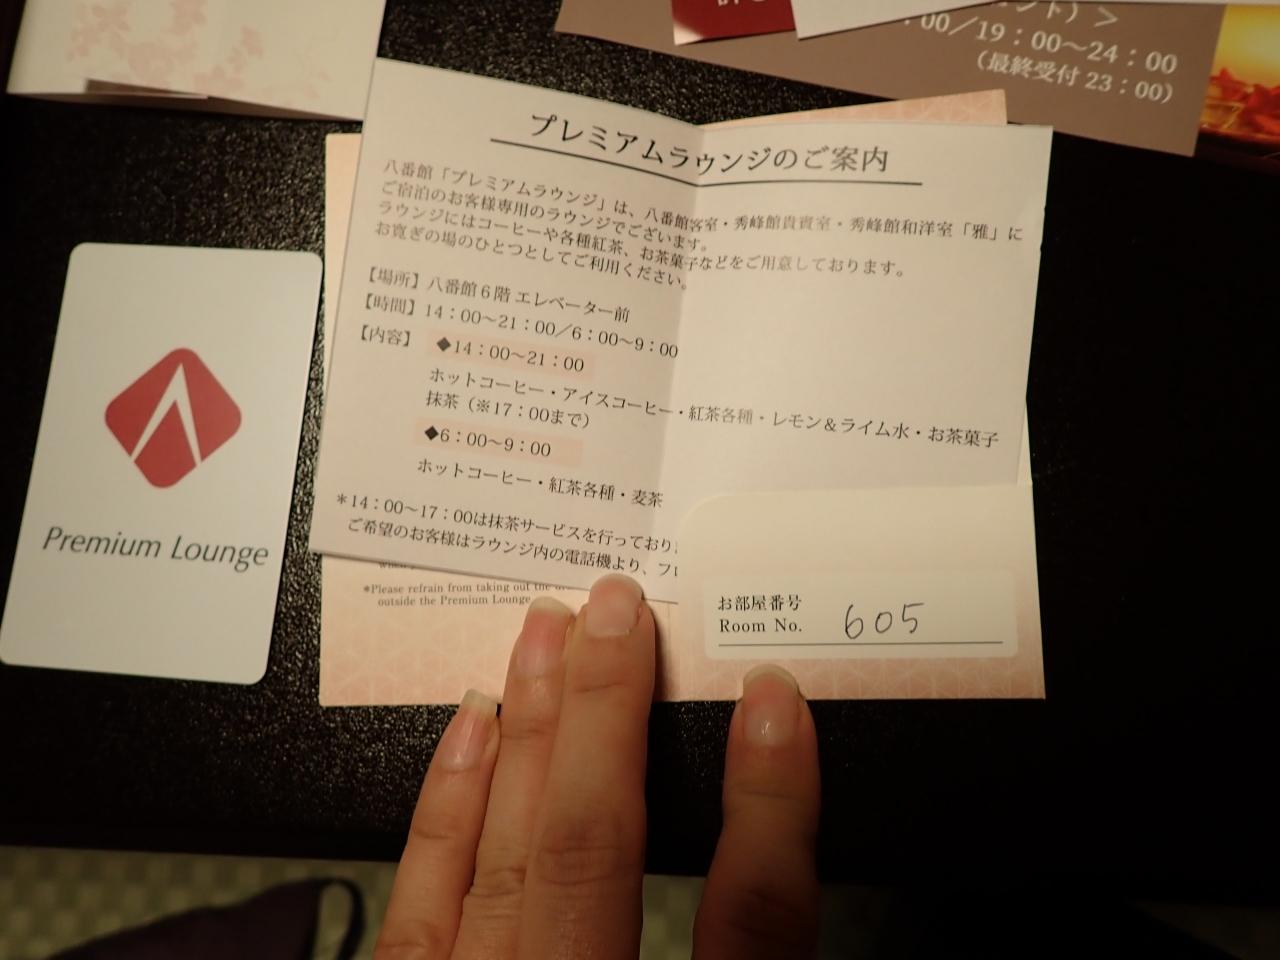 ント）＞
：00／19：00～24：00
（最終受付 23：00）
プレミアムラウンジのご案内
八番館「プレミアムラウンジ」は、八番館客室・秀峰館貴賓室・秀峰館和洋室「雅」に
ご宿泊のお客様専用のラウンジでございます。
ラウンジにはコーヒーや各種紅茶、お茶菓子などをご用意しております。
お寛ぎの場のひとつとしてご利用ください。
【場所】八番館６階 エレベーター前
【時間】14：00～21：00／6：00～9：00
【内容】 ◆14：00～21：00
ホットコーヒー・アイスコーヒー・紅茶各種・レモン＆ライム水・お茶菓子
抹茶（※17：00まで）
◆6：00～9：00
ホットコーヒー・紅茶各種・麦茶
＊14：00～17：00は抹茶サービスを行っており
ご希望のお客様はラウンジ内の電話機より、フ
*Please refrain from taking out the
outside the Premium Lounge
お部屋番号
Room No. 605
Premium Lounge